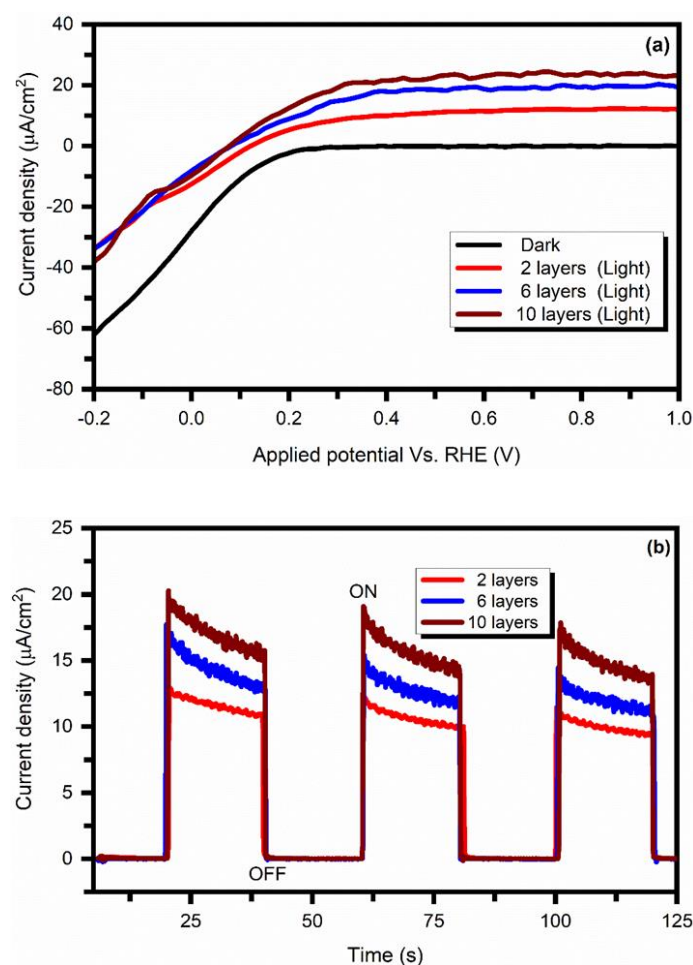 (a)
40
20
0
-20
-40
-60
-80
Current density (μA/cm²)
Dark
2 layers (Light)
6 layers (Light)
10 layers (Light)
-0.2 0.0 0.2 0.4 0.6 0.8 1.0
Applied potential Vs. RHE (V)
(b)
25
20
15
10
5
0
Current density (μA/cm²)
2 layers
6 layers
10 layers
ON
OFF
25 50 75 100 125
Time (s)